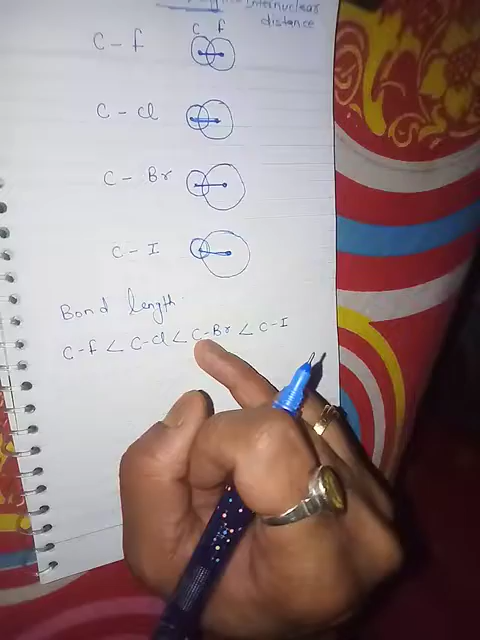 Internuclear
distance
C f
C - f
C - Cl
C - Br
C - I
Bond length
C-f < C-Cl < C-Br < C-I